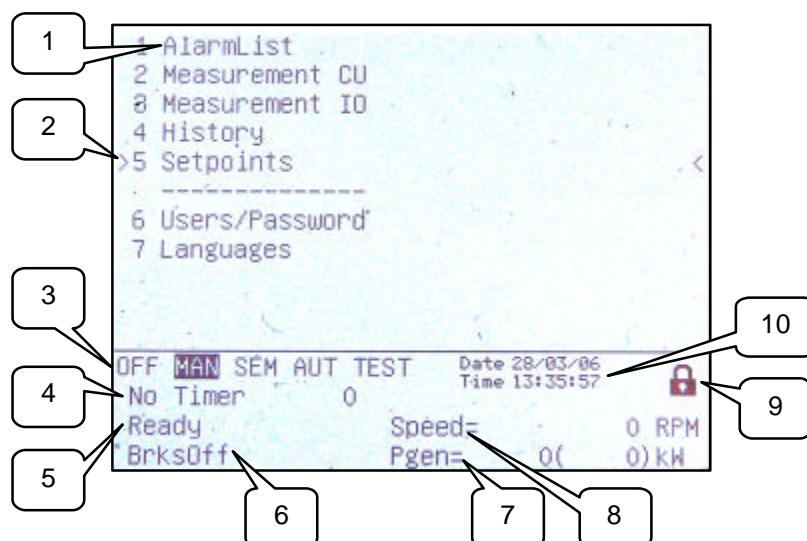 1 AlarmList
2 Measurement CU
3 Measurement IO
4 History
>5 Setpoints <
--------------
6 Users/Password
7 Languages
OFF MAN SEM AUT TEST Date 28/03/06
Time 13:35:57
No Timer 0
Ready Speed= 0 RPM
BrksOff Pgen= 0( 0)kW
1
2
3
4
5
6
7
8
9
10